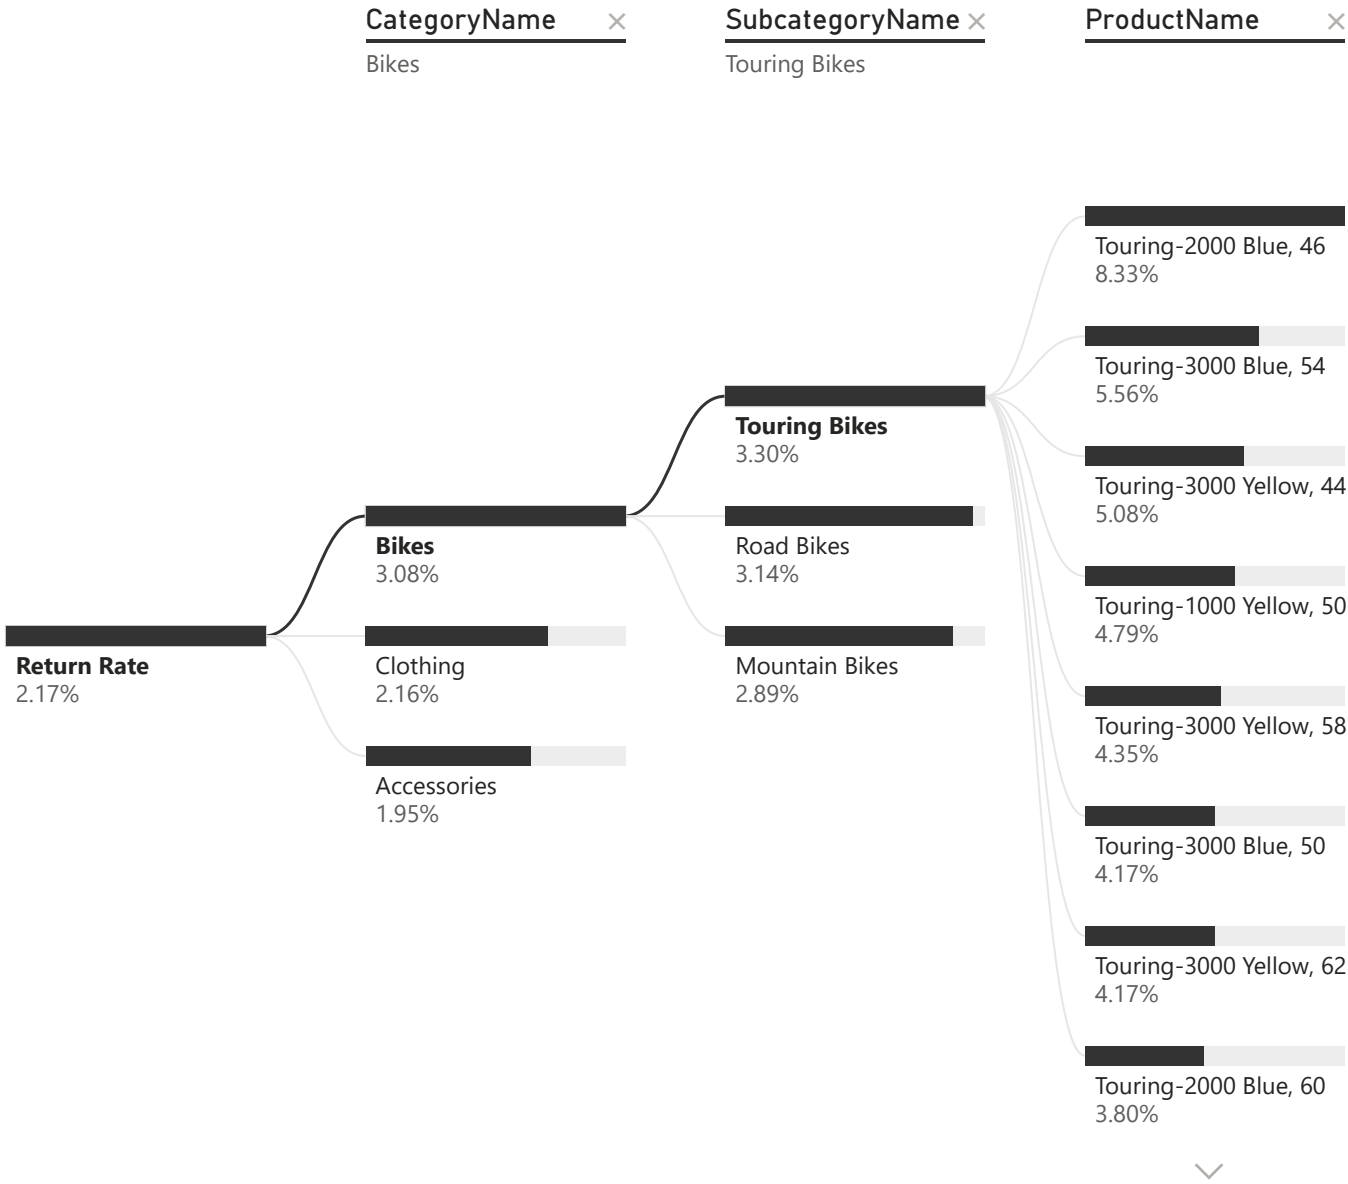 CategoryName
SubcategoryName
ProductName
Bikes
Touring Bikes
Return Rate
2.17%
Bikes
3.08%
Clothing
2.16%
Accessories
1.95%
Touring Bikes
3.30%
Road Bikes
3.14%
Mountain Bikes
2.89%
Touring-2000 Blue, 46
8.33%
Touring-3000 Blue, 54
5.56%
Touring-3000 Yellow, 44
5.08%
Touring-1000 Yellow, 50
4.79%
Touring-3000 Yellow, 58
4.35%
Touring-3000 Blue, 50
4.17%
Touring-3000 Yellow, 62
4.17%
Touring-2000 Blue, 60
3.80%